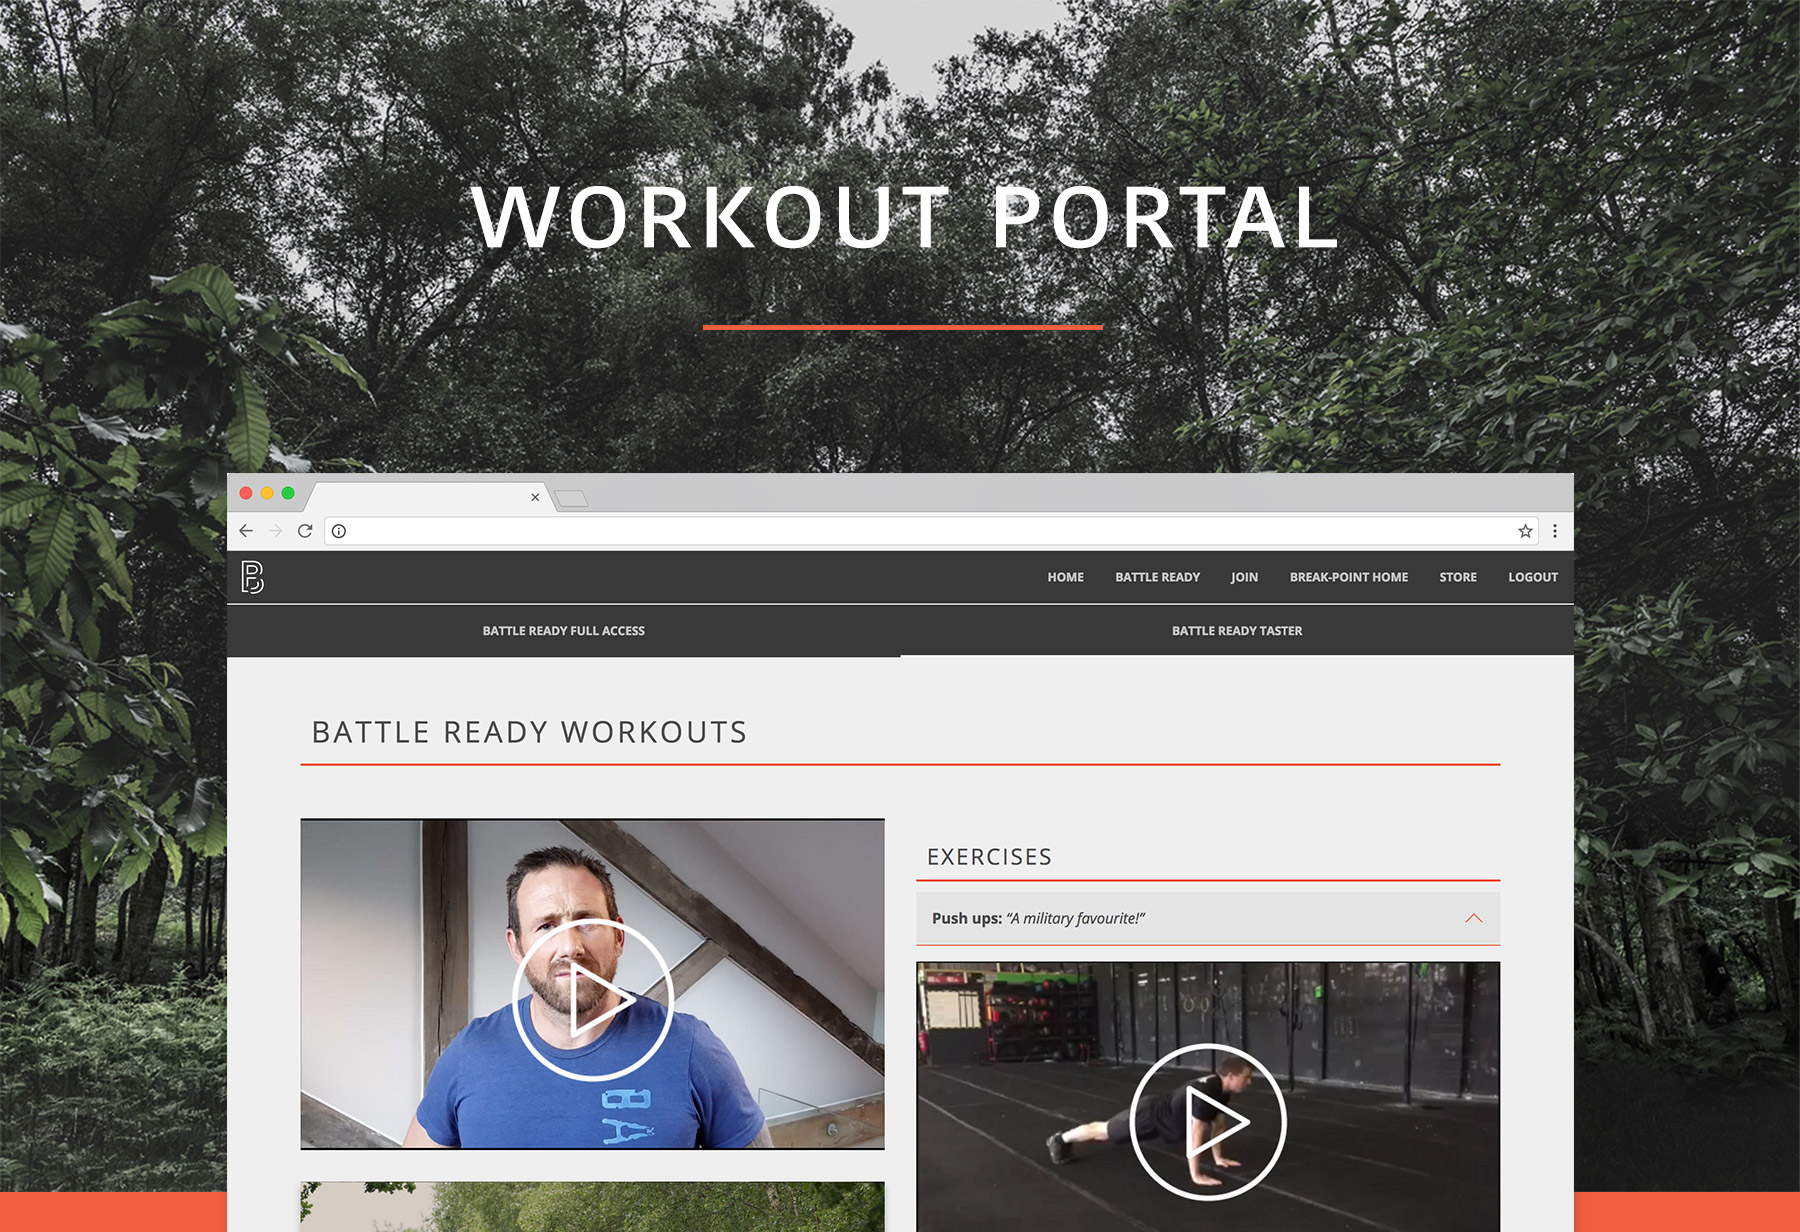 WORKOUT PORTAL
HOME BATTLE READY JOIN BREAK-POINT HOME STORE LOGOUT
BATTLE READY FULL ACCESS BATTLE READY TASTER
BATTLE READY WORKOUTS
EXERCISES
Push ups: “A military favourite!”
BA